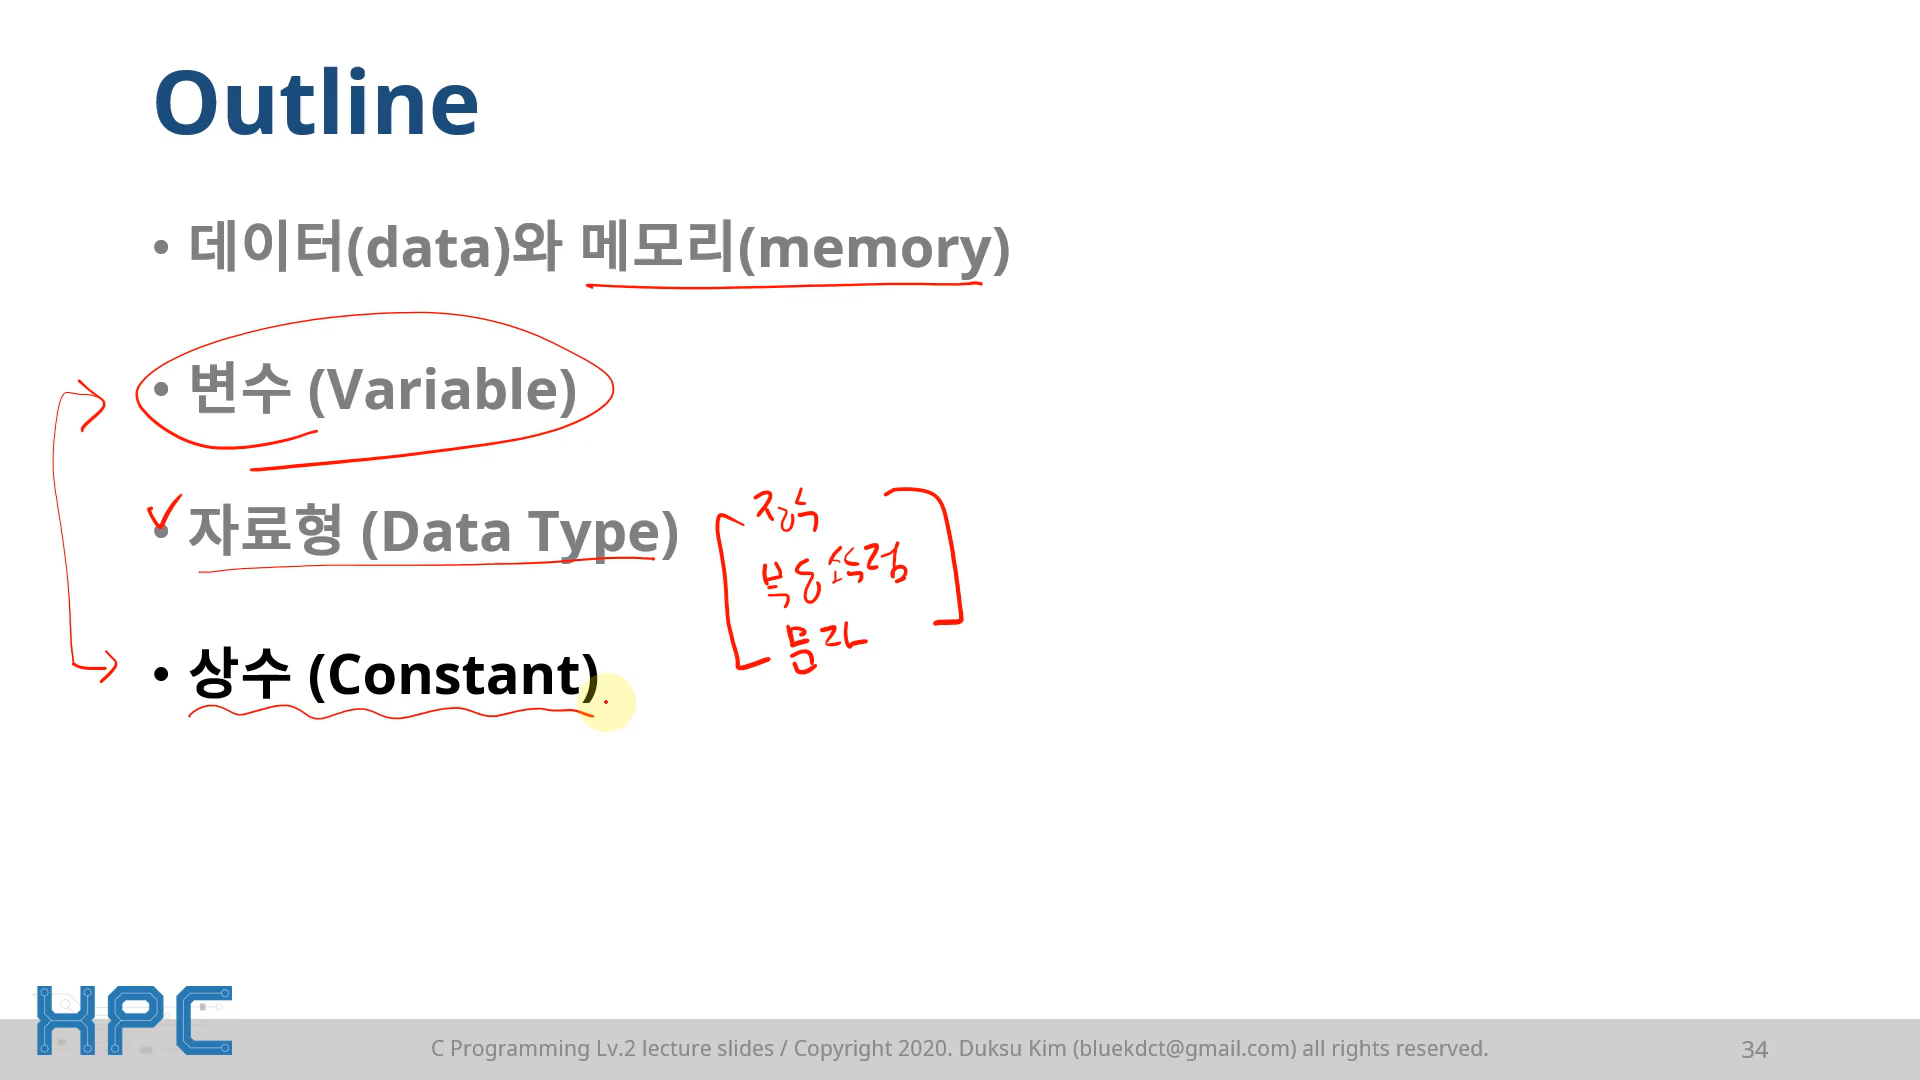 Outline
• 데이터(data)와 메모리(memory)
• 변수 (Variable)
• 자료형 (Data Type)
정수
부동소수점
문자
• 상수 (Constant)
HPC
C Programming Lv.2 lecture slides / Copyright 2020. Duksu Kim (bluekdct@gmail.com) all rights reserved.
34